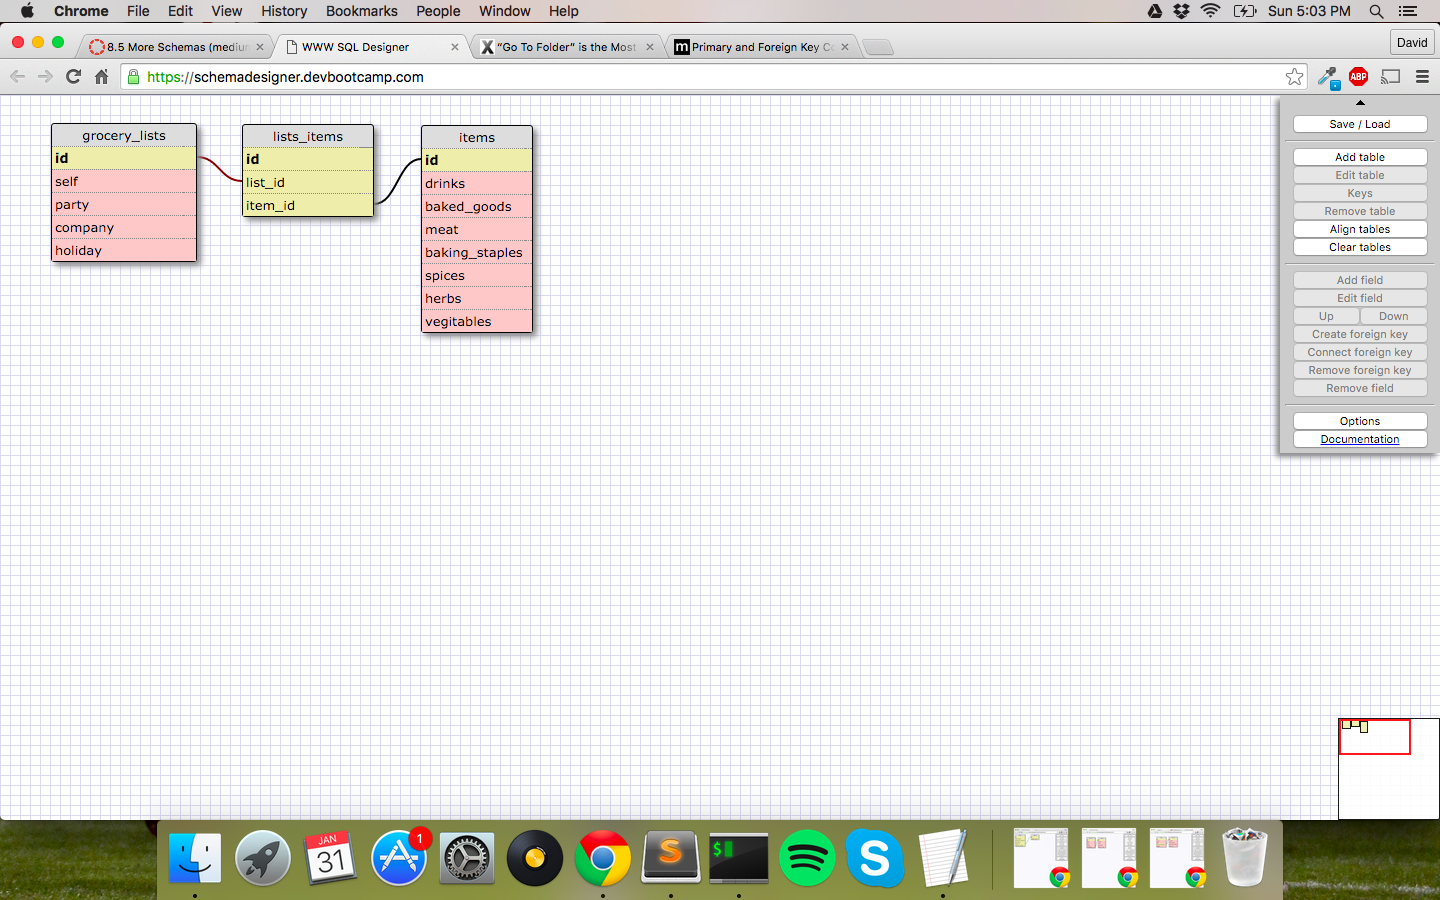 Chrome File Edit View History Bookmarks People Window Help Sun 5:03 PM
8.5 More Schemas (mediu WWW SQL Designer "Go To Folder" is the Most Primary and Foreign Key Co David
https://schemadesigner.devbootcamp.com ABP
grocery_lists
id
self
party
company
holiday
lists_items
id
list_id
item_id
items
id
drinks
baked_goods
meat
baking_staples
spices
herbs
vegitables
Save / Load
Add table
Edit table
Keys
Remove table
Align tables
Clear tables
Add field
Edit field
Up Down
Create foreign key
Connect foreign key
Remove foreign key
Remove field
Options
Documentation
JAN
31
1